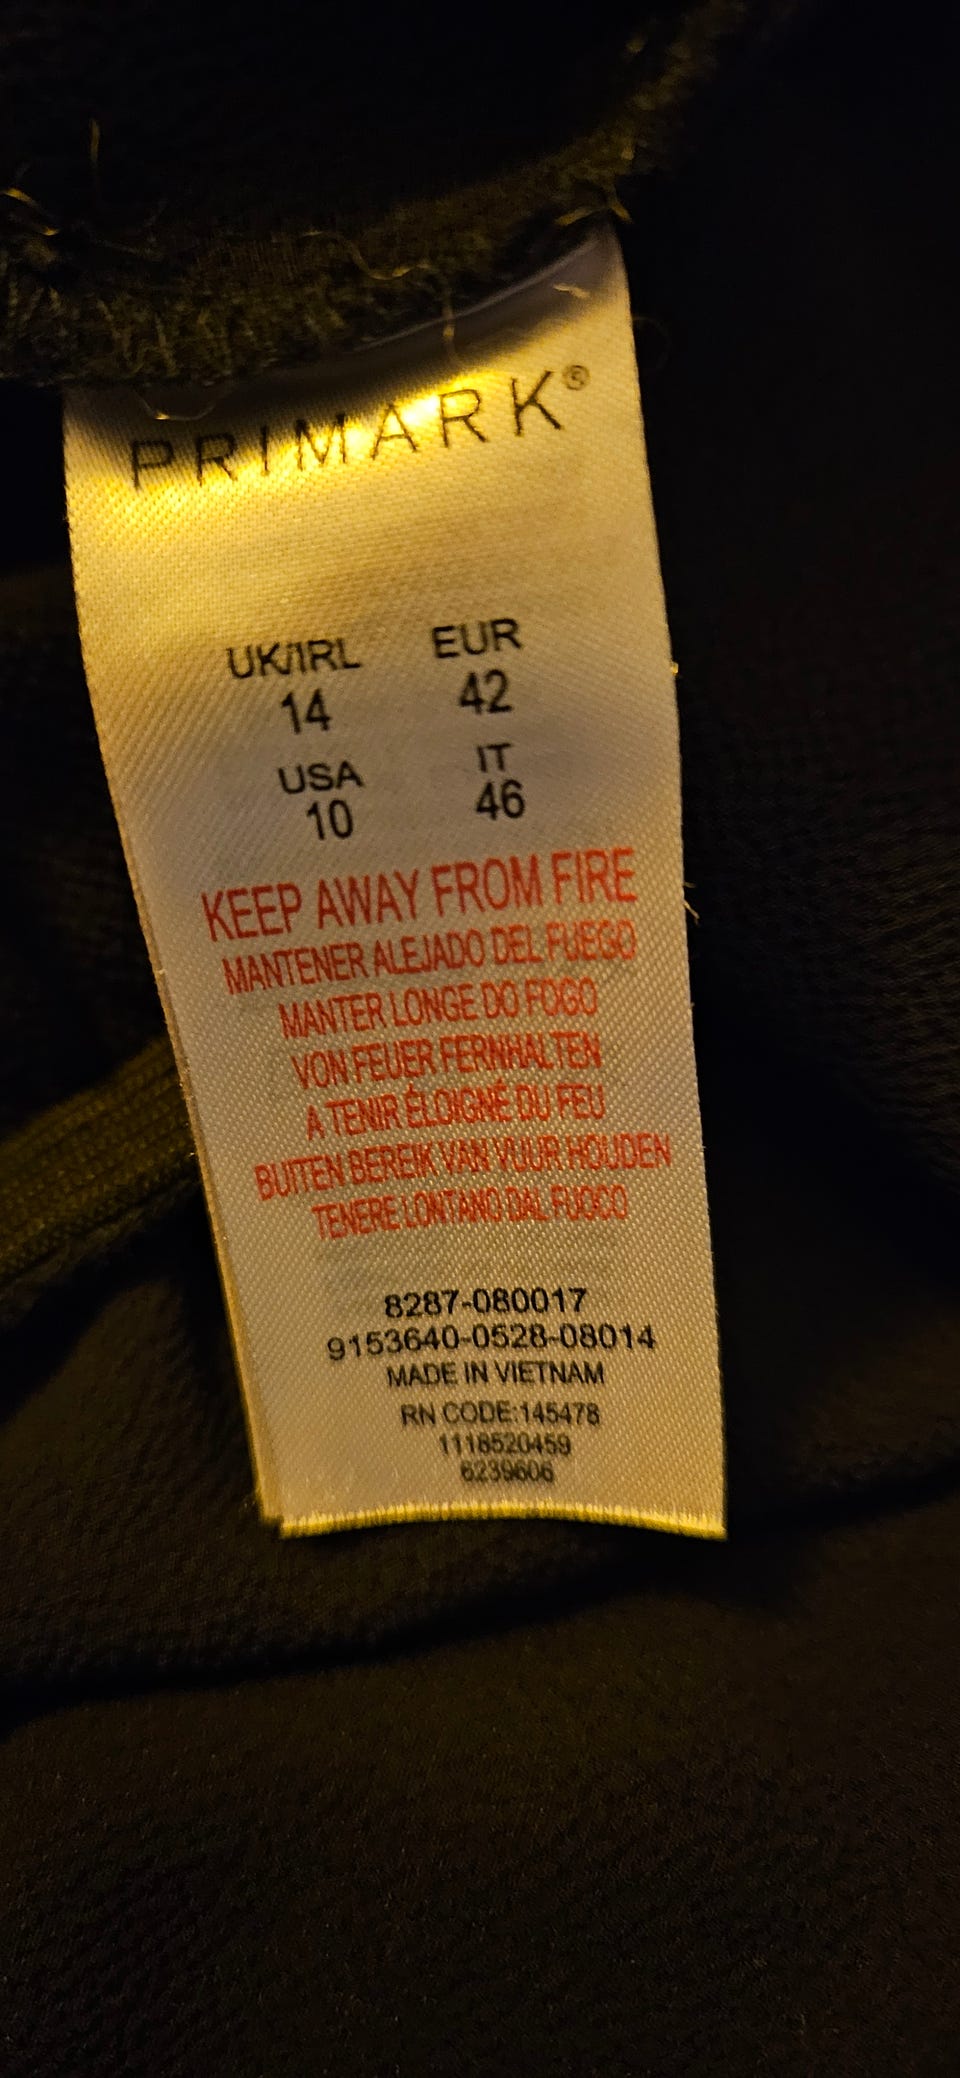 PRIMARK®
UK/IRL EUR
14 42
USA IT
10 46
KEEP AWAY FROM FIRE
MANTENER ALEJADO DEL FUEGO
MANTER LONGE DO FOGO
VON FEUER FERNHALTEN
A TENIR ÉLOIGNÉ DU FEU
BUITEN BEREIK VAN VUUR HOUDEN
TENERE LONTANO DAL FUOCO
8287-080017
9153640-0528-08014
MADE IN VIETNAM
RN CODE:145478
1118520459
6239606